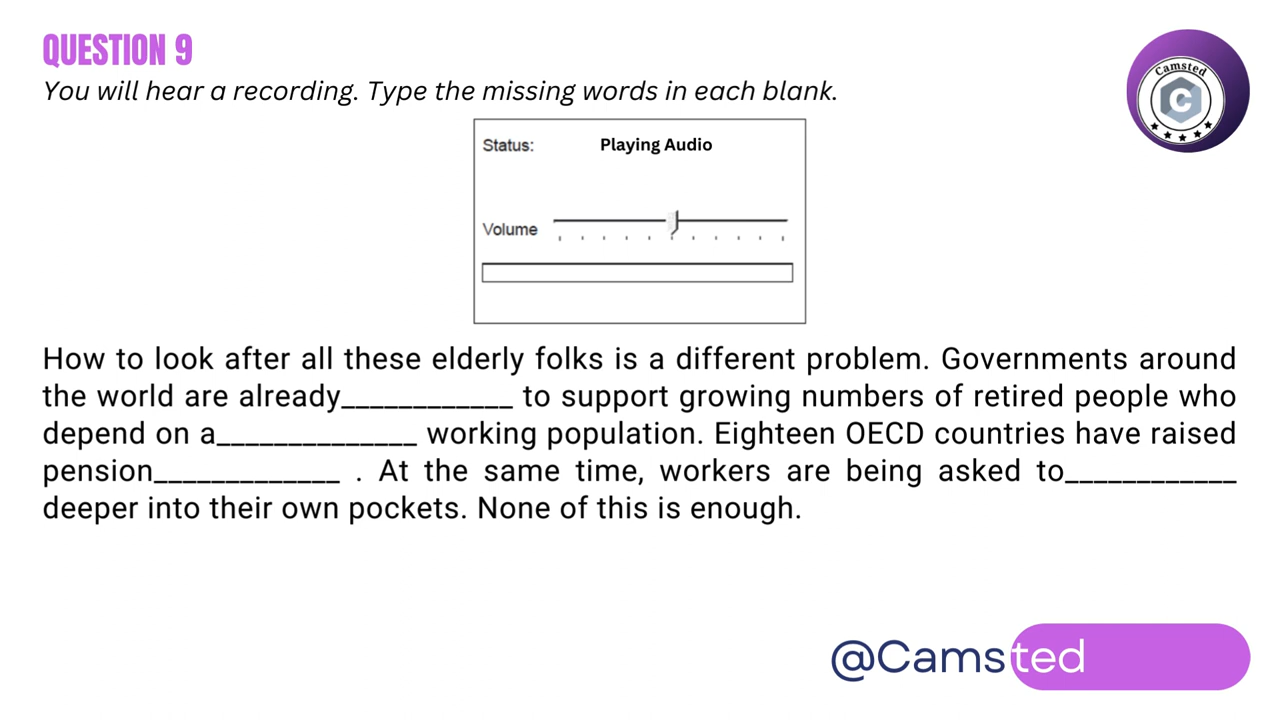 QUESTION 9
You will hear a recording. Type the missing words in each blank.
Camsted
C
Status: Playing Audio
Volume
How to look after all these elderly folks is a different problem. Governments around
the world are already____________ to support growing numbers of retired people who
depend on a______________ working population. Eighteen OECD countries have raised
pension_____________ . At the same time, workers are being asked to____________
deeper into their own pockets. None of this is enough.
@Camsted